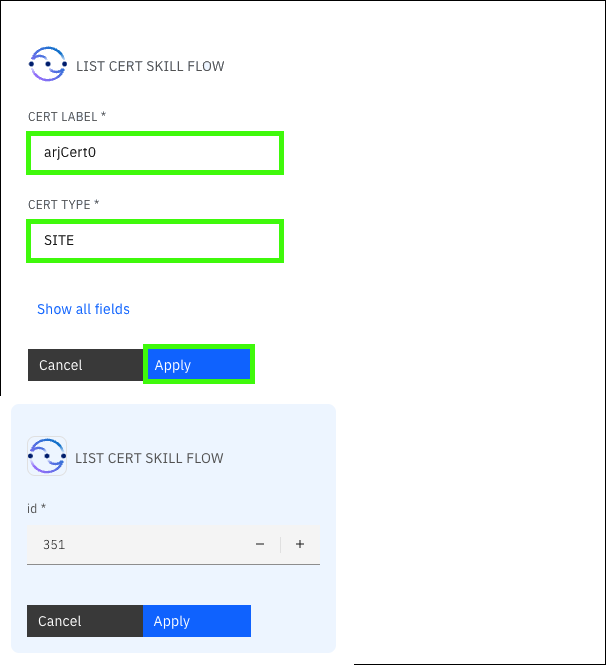 LIST CERT SKILL FLOW
CERT LABEL *
arjCert0
CERT TYPE *
SITE
Show all fields
Cancel Apply
LIST CERT SKILL FLOW
id *
351 − +
Cancel Apply